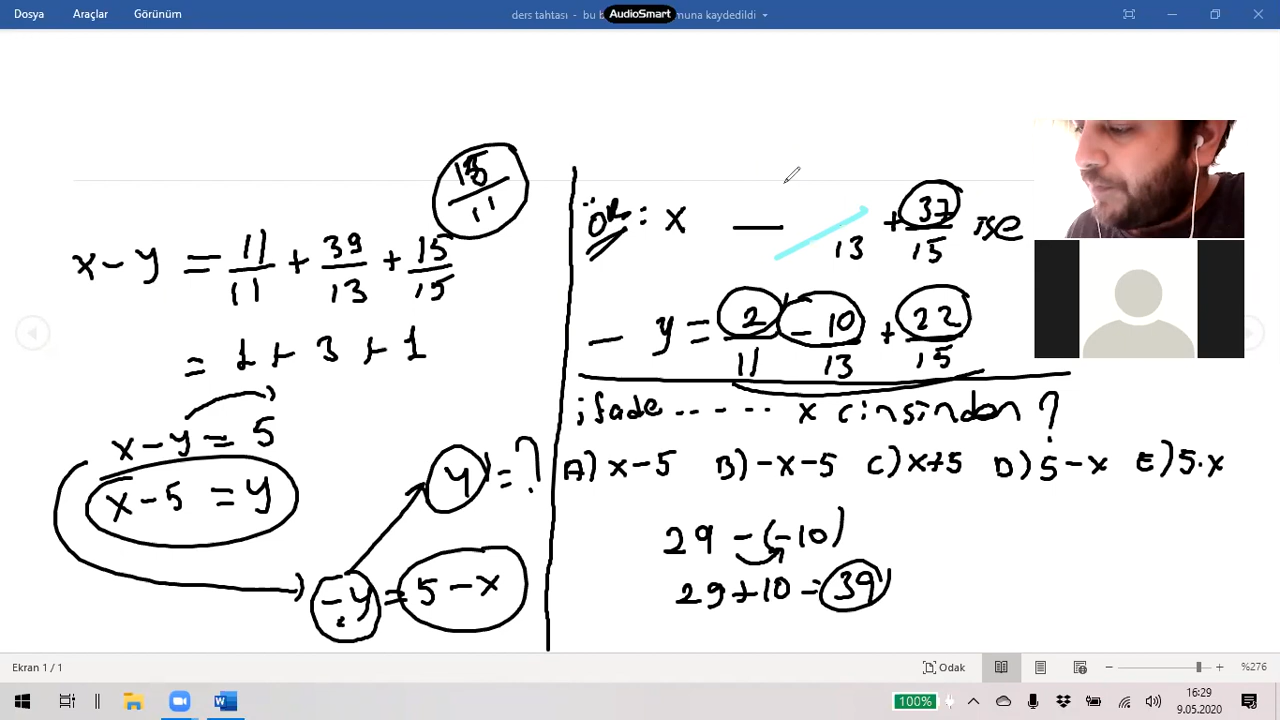 Dosya Araçlar Görünüm
ders tahtası - bu b muna kaydedildi
AudioSmart
15/11
x - y = 11/11 + 39/13 + 15/15
= 1 + 3 + 1
x - y = 5
x - 5 = y
y = ?
- y = 5 - x
ÖR: x — 13 + 37/15 ise
- y = 2/11 - 10/13 + 22/15
ifade ...... x cinsinden ?
A) x-5 B) -x-5 C) x+5 D) 5-x E) 5.x
29 - (-10)
29 + 10 = 39
Ekran 1 / 1
Odak
%276
100%
16:29
9.05.2020